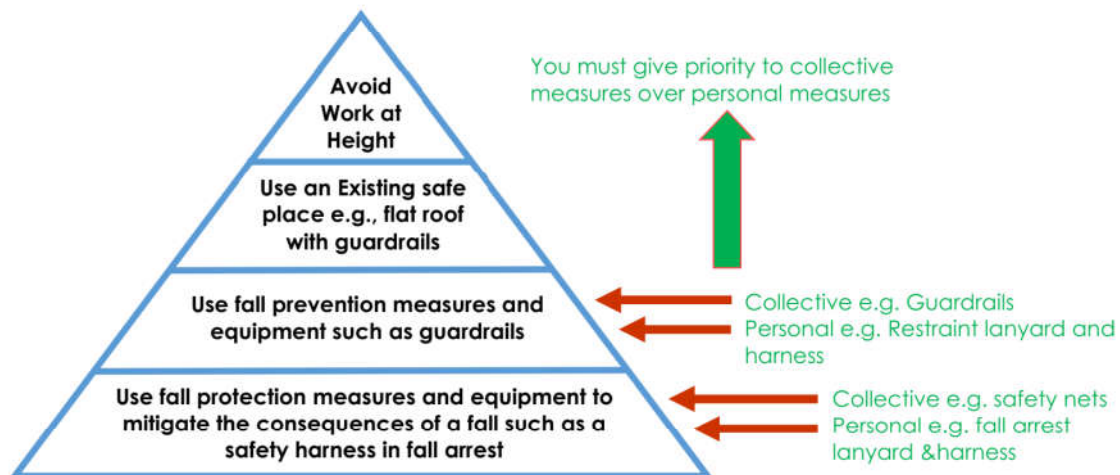 Avoid
Work at
Height
You must give priority to collective
measures over personal measures
Use an Existing safe
place e.g., flat roof
with guardrails
Use fall prevention measures and
equipment such as guardrails
Collective e.g. Guardrails
Personal e.g. Restraint lanyard and
harness
Use fall protection measures and equipment to
mitigate the consequences of a fall such as a
safety harness in fall arrest
Collective e.g. safety nets
Personal e.g. fall arrest
lanyard &harness